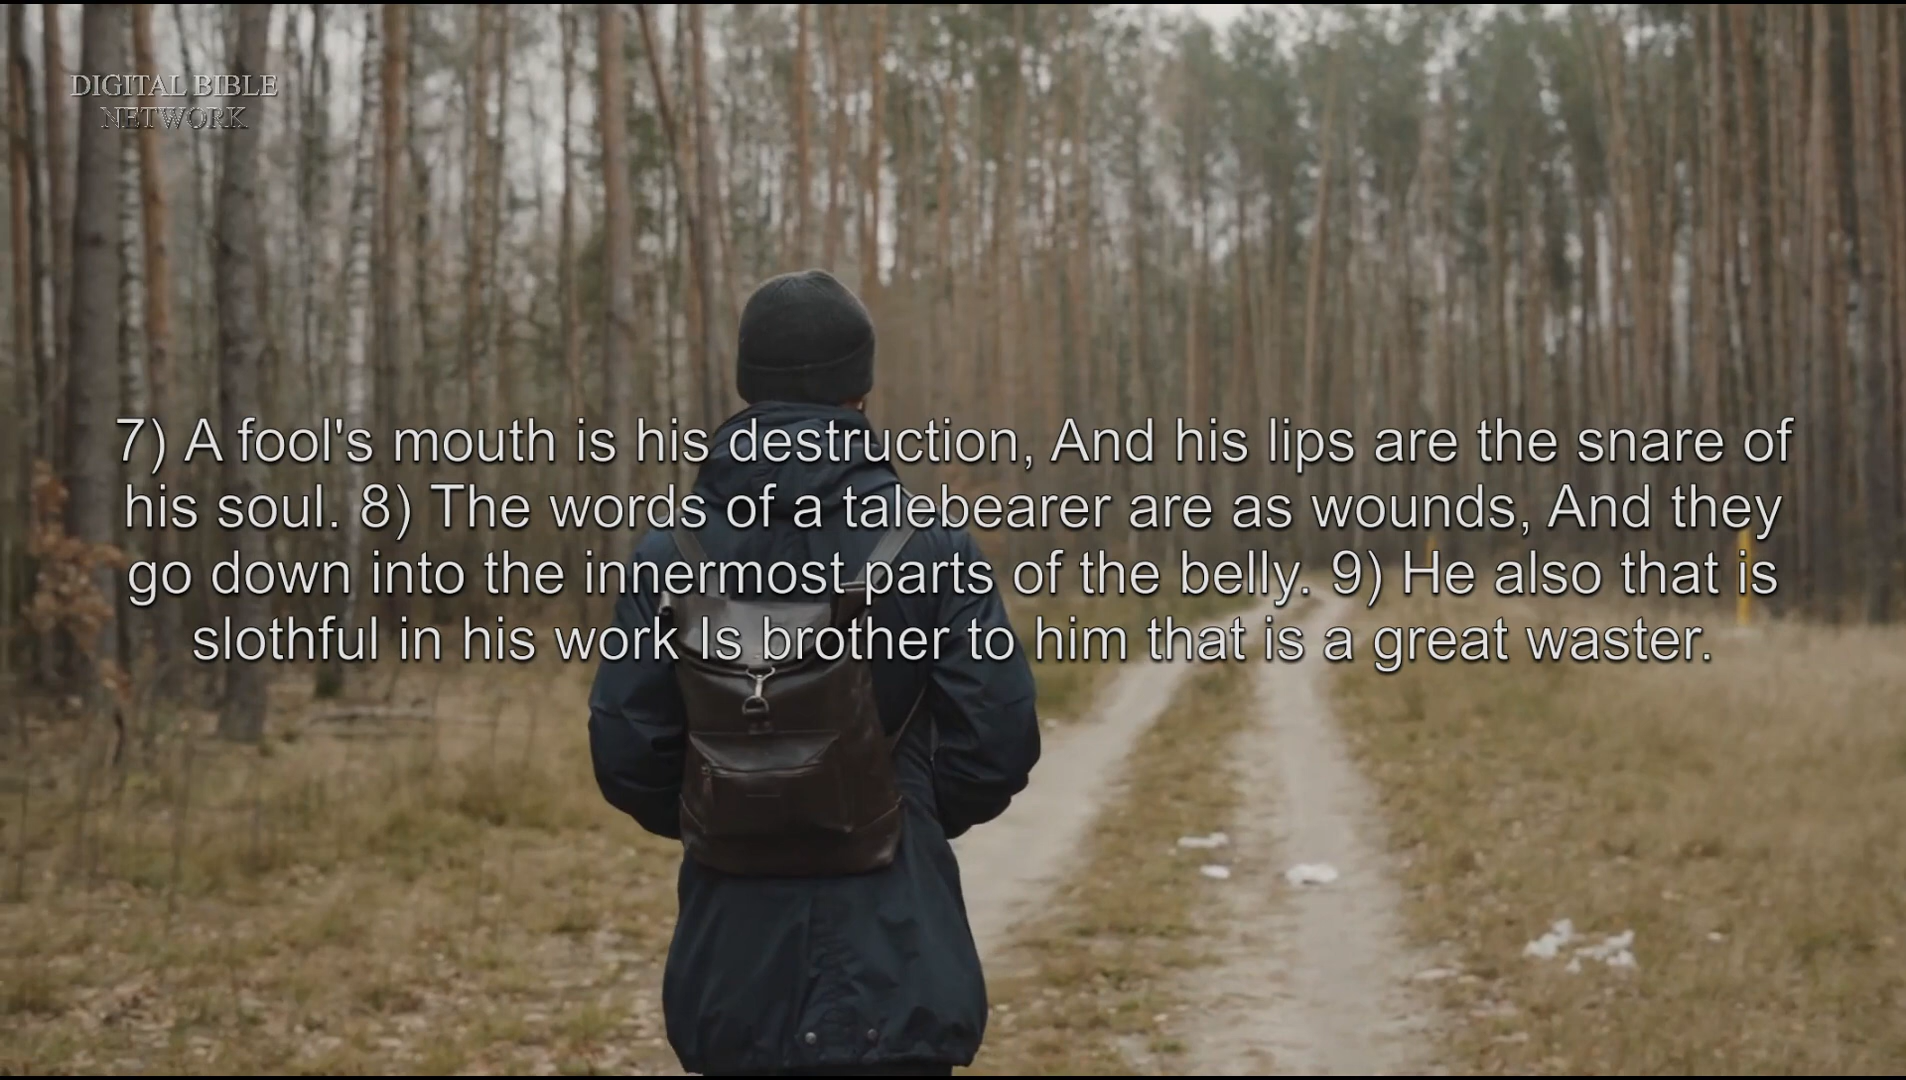 DIGITAL BIBLE
NETWORK
7) A fool's mouth is his destruction, And his lips are the snare of
his soul. 8) The words of a talebearer are as wounds, And they
go down into the innermost parts of the belly. 9) He also that is
slothful in his work Is brother to him that is a great waster.